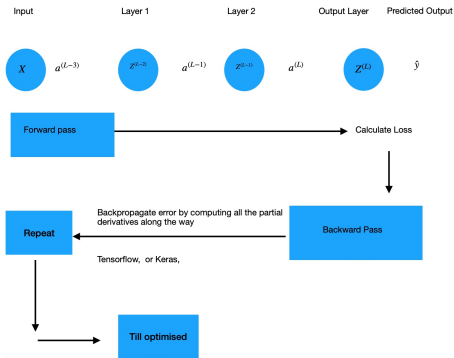 Input Layer 1 Layer 2 Output Layer Predicted Output
X a^(L−3) Z^(L−2) a^(L−1) Z^(L−1) a^(L) Z^(L) ŷ
Forward pass Calculate Loss
Backpropagate error by computing all the partial
derivatives along the way
Repeat Backward Pass
Tensorflow, or Keras,
Till optimised